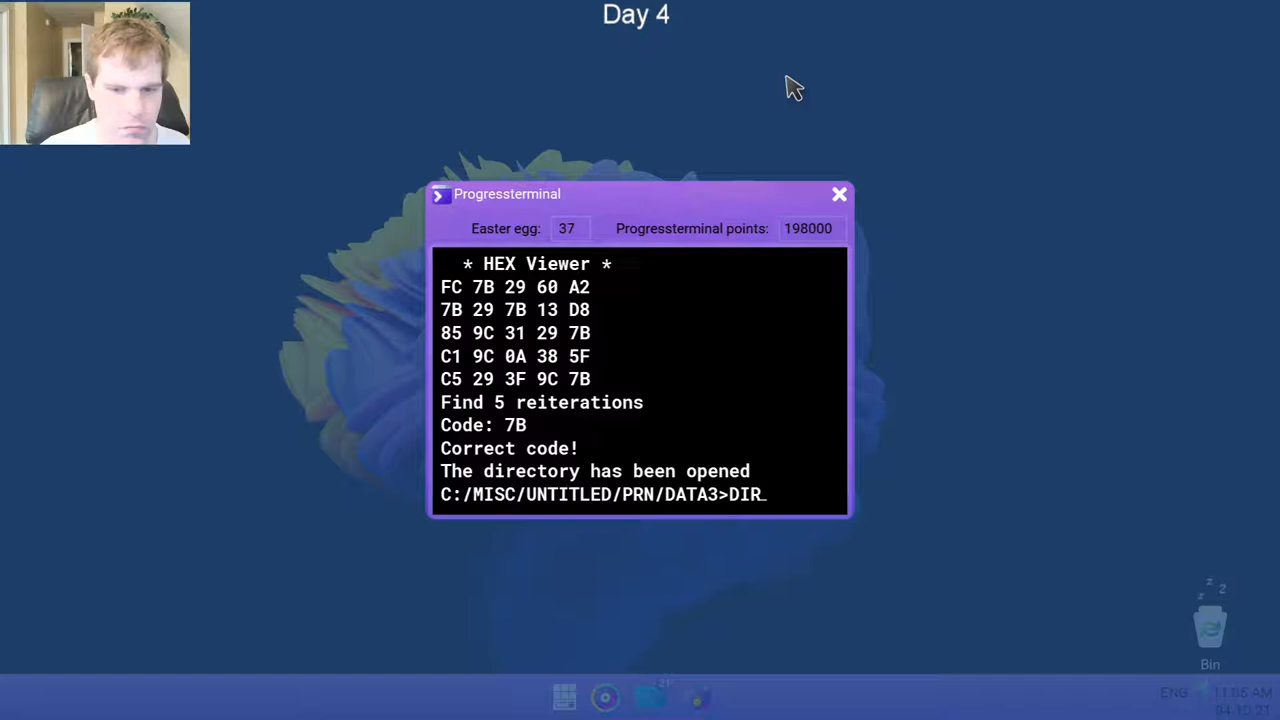 Day 4
Progressterminal
Easter egg: 37 Progressterminal points: 198000
* HEX Viewer *
FC 7B 29 60 A2
7B 29 7B 13 D8
85 9C 31 29 7B
C1 9C 0A 38 5F
C5 29 3F 9C 7B
Find 5 reiterations
Code: 7B
Correct code!
The directory has been opened
C:/MISC/UNTITLED/PRN/DATA3>DIR_
z z z
Bin
ENG